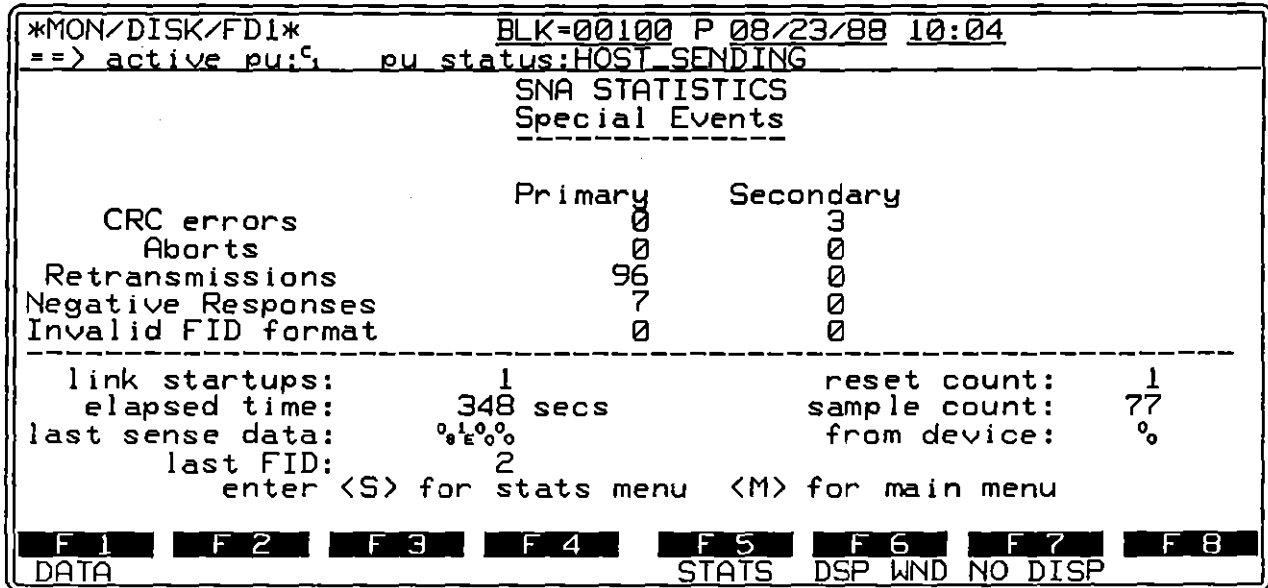 *MON/DISK/FD1* BLK=00100 P 08/23/88 10:04
==> active pu:C1 pu status:HOST_SENDING
SNA STATISTICS
Special Events
Primary Secondary
CRC errors 0 3
Aborts 0 0
Retransmissions 96 0
Negative Responses 7 0
Invalid FID format 0 0
link startups: 1 reset count: 1
elapsed time: 348 secs sample count: 77
last sense data: 081E0000 from device: 00
last FID: 2
enter <S> for stats menu <M> for main menu
F 1 F 2 F 3 F 4 F 5 F 6 F 7 F 8
DATA STATS DSP WND NO DISP